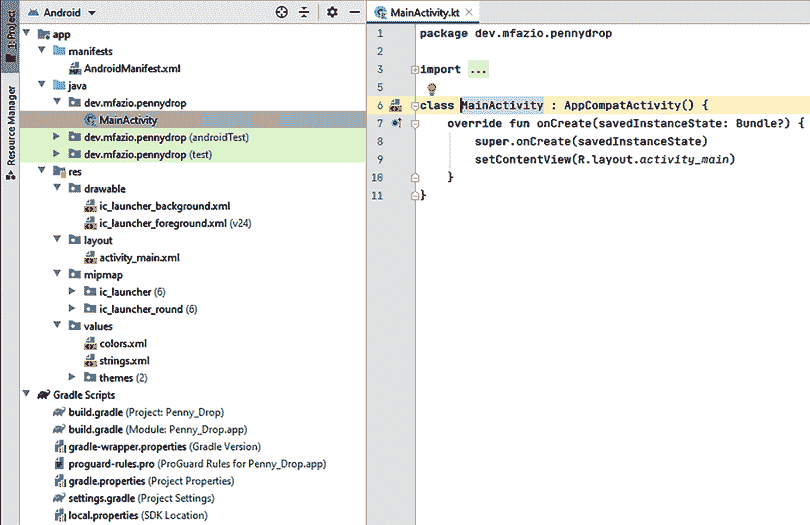 1: Project
Resource Manager
Android
app
manifests
AndroidManifest.xml
java
dev.mfazio.pennydrop
MainActivity
dev.mfazio.pennydrop (androidTest)
dev.mfazio.pennydrop (test)
res
drawable
ic_launcher_background.xml
ic_launcher_foreground.xml (v24)
layout
activity_main.xml
mipmap
ic_launcher (6)
ic_launcher_round (6)
values
colors.xml
strings.xml
themes (2)
Gradle Scripts
build.gradle (Project: Penny_Drop)
build.gradle (Module: Penny_Drop.app)
gradle-wrapper.properties (Gradle Version)
proguard-rules.pro (ProGuard Rules for Penny_Drop.app)
gradle.properties (Project Properties)
settings.gradle (Project Settings)
local.properties (SDK Location)
MainActivity.kt
1 package dev.mfazio.pennydrop
2
3 import ...
5
6 class MainActivity : AppCompatActivity() {
7 override fun onCreate(savedInstanceState: Bundle?) {
8 super.onCreate(savedInstanceState)
9 setContentView(R.layout.activity_main)
10 }
11 }